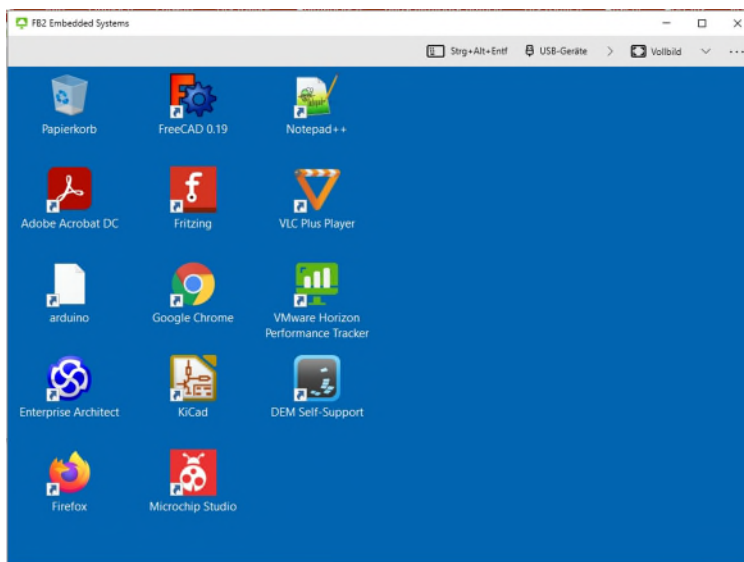 FB2 Embedded Systems
Strg+Alt+Entf USB-Geräte Vollbild
Papierkorb FreeCAD 0.19 Notepad++
Adobe Acrobat DC Fritzing VLC Plus Player
arduino Google Chrome VMware Horizon
Performance Tracker
Enterprise Architect KiCad DEM Self-Support
Firefox Microchip Studio